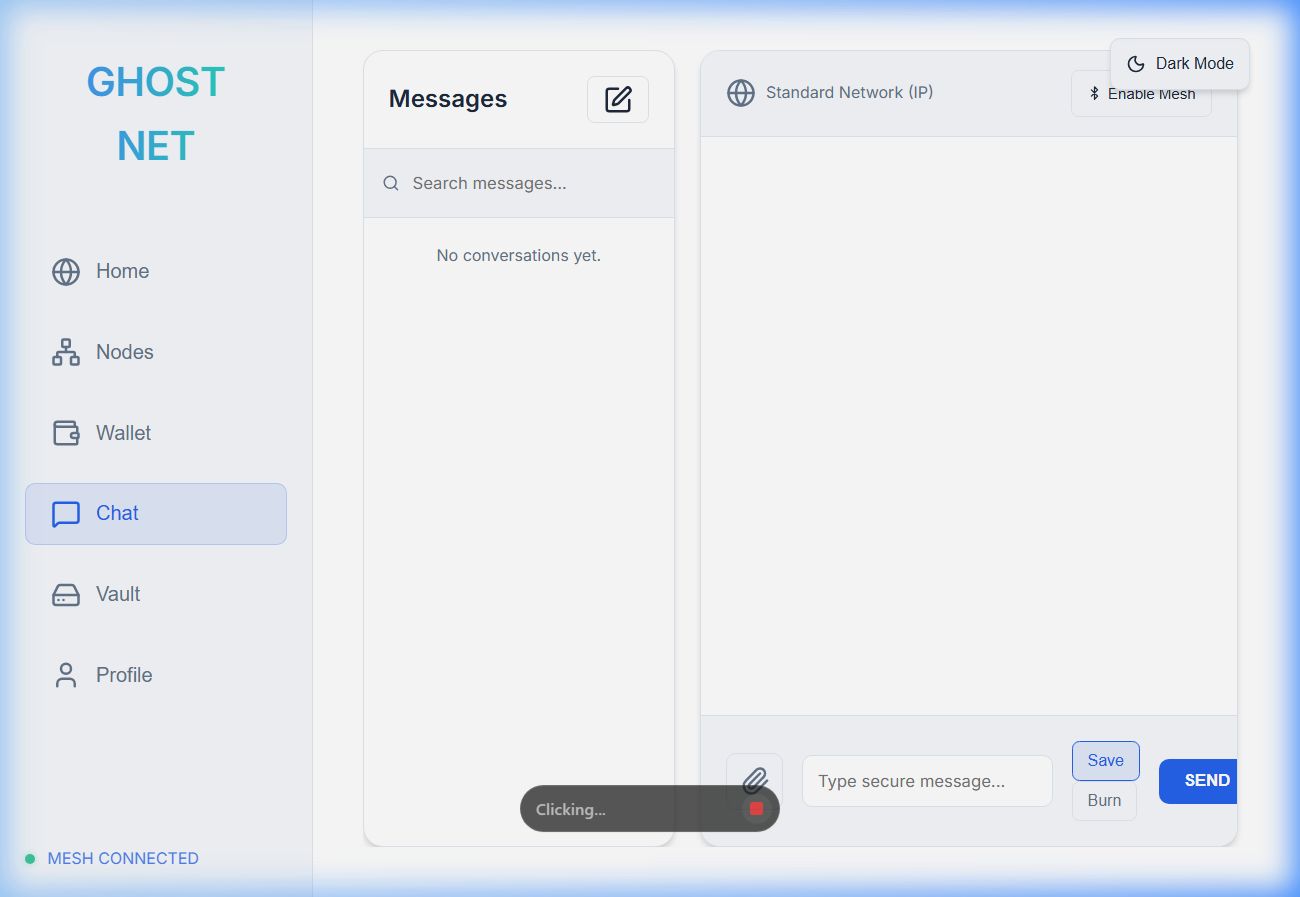 GHOST
NET
Home
Nodes
Wallet
Chat
Vault
Profile
MESH CONNECTED
Messages
Search messages...
No conversations yet.
Standard Network (IP)
Dark Mode
Enable Mesh
Type secure message...
Save
Burn
SEND
Clicking...